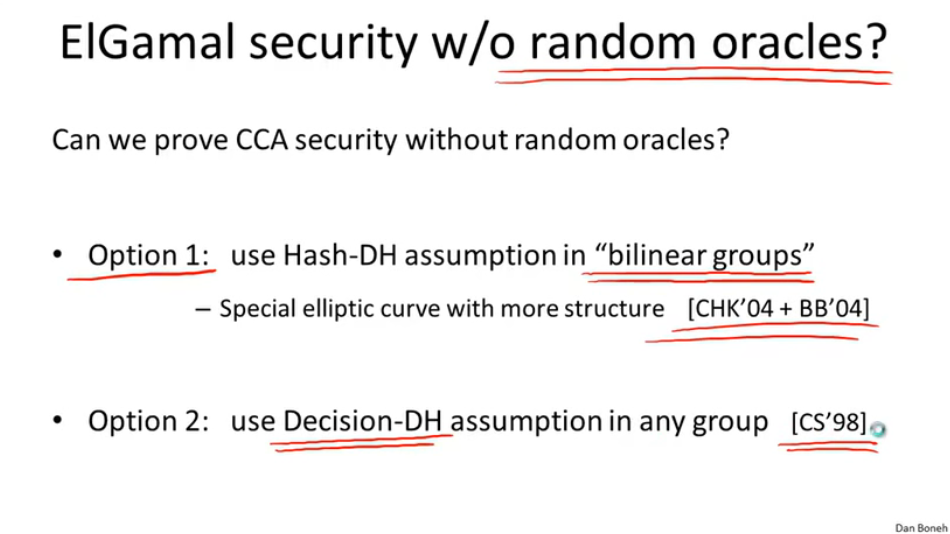 ElGamal security w/o random oracles?
Can we prove CCA security without random oracles?
• Option 1: use Hash-DH assumption in “bilinear groups”
– Special elliptic curve with more structure [CHK’04 + BB’04]
• Option 2: use Decision-DH assumption in any group [CS’98]
Dan Boneh